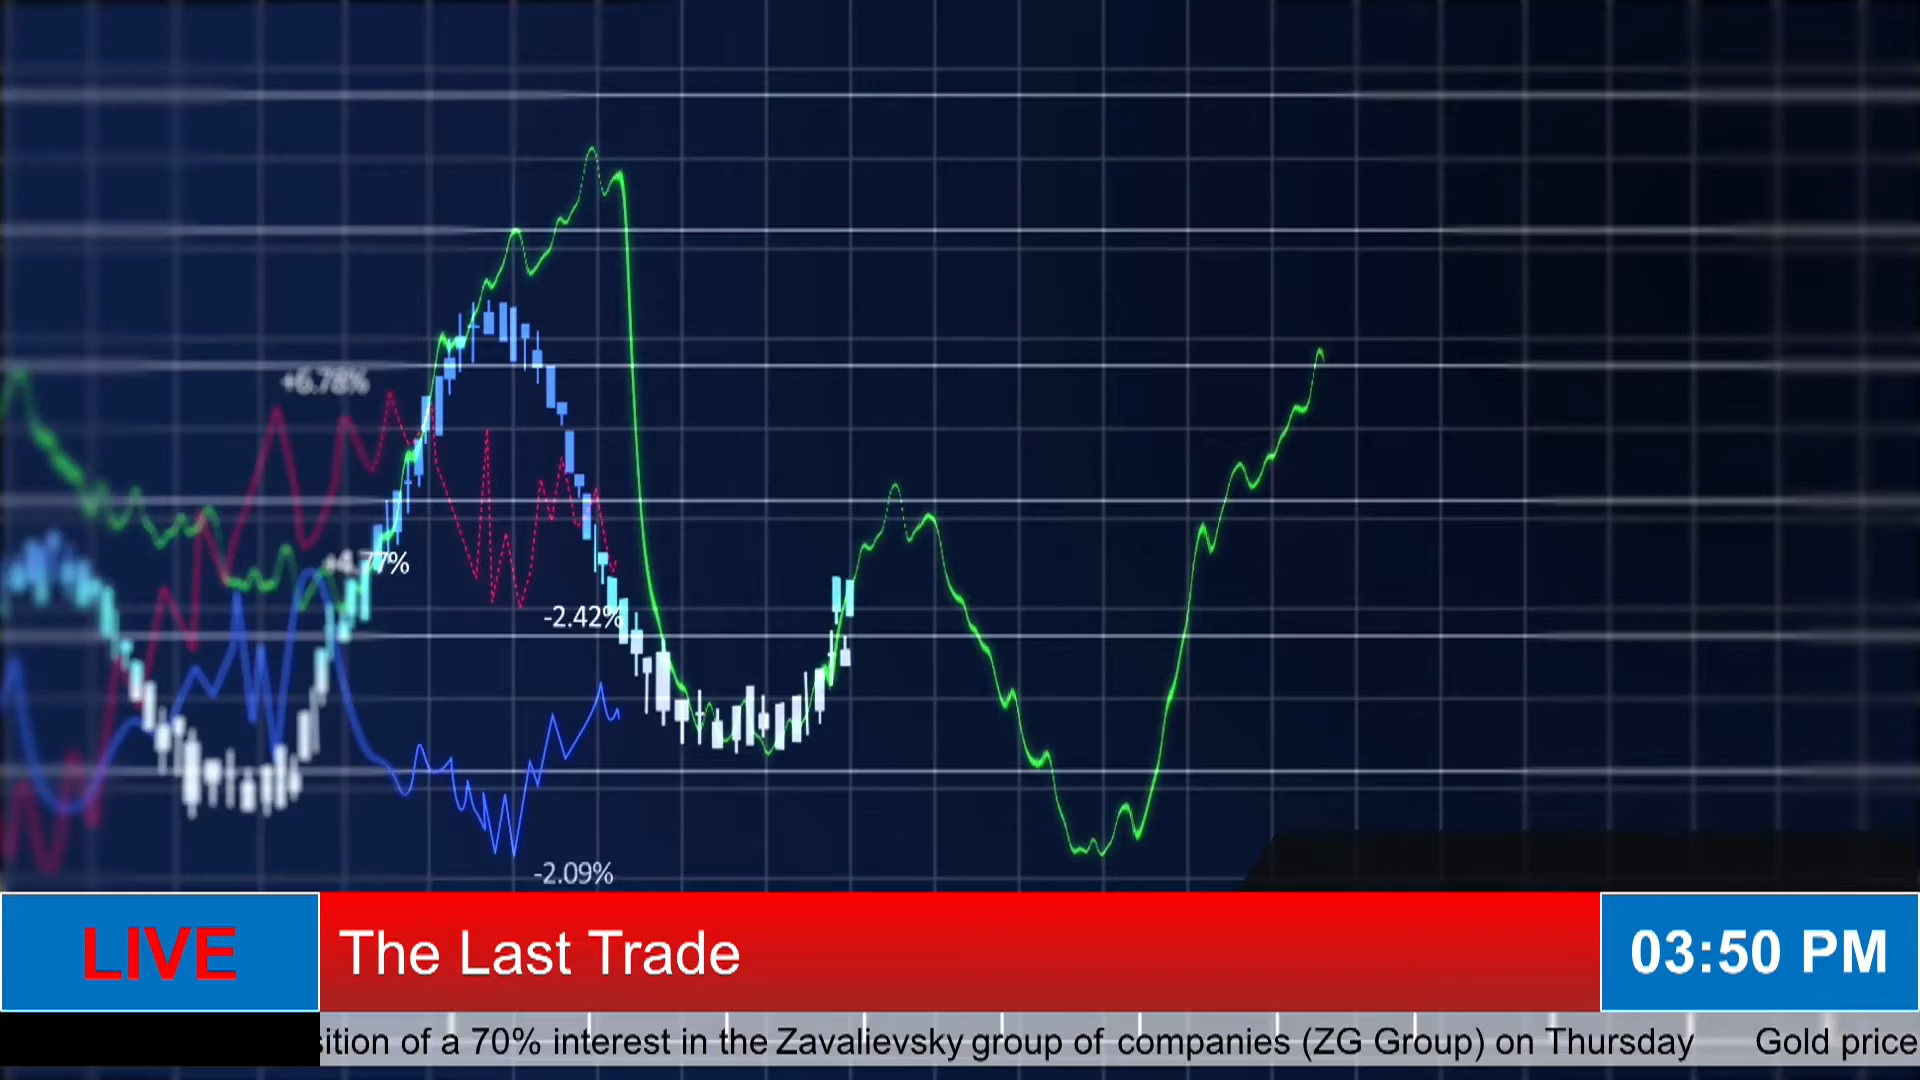 +6.78%
+4.77%
-2.42%
-2.09%
LIVE
The Last Trade
03:50 PM
sition of a 70% interest in the Zavalievsky group of companies (ZG Group) on Thursday
Gold price